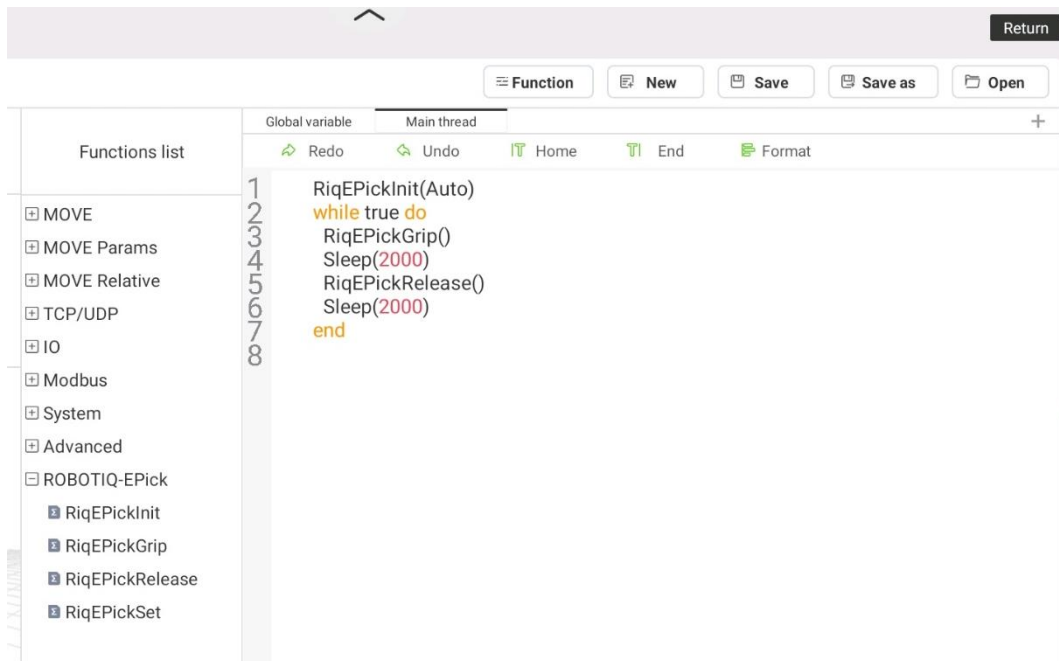 Return
Function New Save Save as Open
Global variable Main thread
Functions list
Redo Undo Home End Format
MOVE
MOVE Params
MOVE Relative
TCP/UDP
IO
Modbus
System
Advanced
ROBOTIQ-EPick
RiqEPickInit
RiqEPickGrip
RiqEPickRelease
RiqEPickSet
1 RiqEPickInit(Auto)
2 while true do
3 RiqEPickGrip()
4 Sleep(2000)
5 RiqEPickRelease()
6 Sleep(2000)
7 end
8